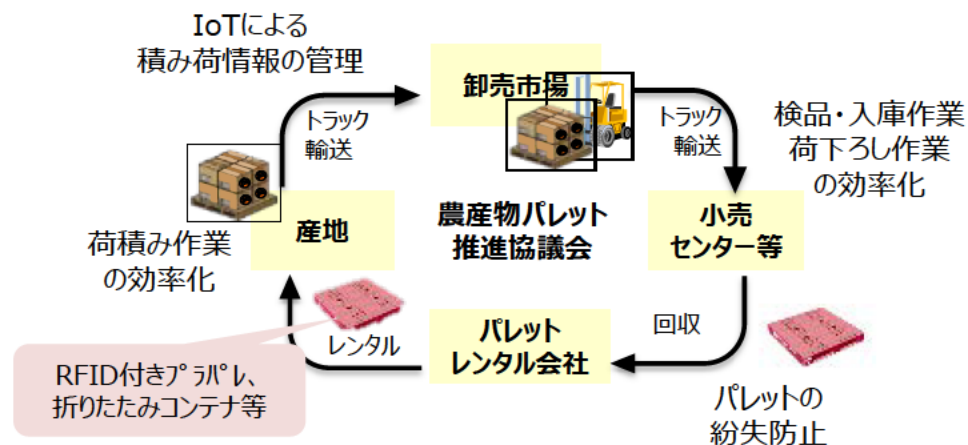 IoTによる
積み荷情報の管理
卸売市場
トラック
輸送
トラック
輸送
検品・入庫作業
荷下ろし作業
の効率化
産地
荷積み作業
の効率化
農産物パレット
推進協議会
小売
センター等
レンタル
パレット
レンタル会社
回収
RFID付きﾌﾟﾗﾊﾟﾚ、
折りたたみコンテナ等
パレットの
紛失防止